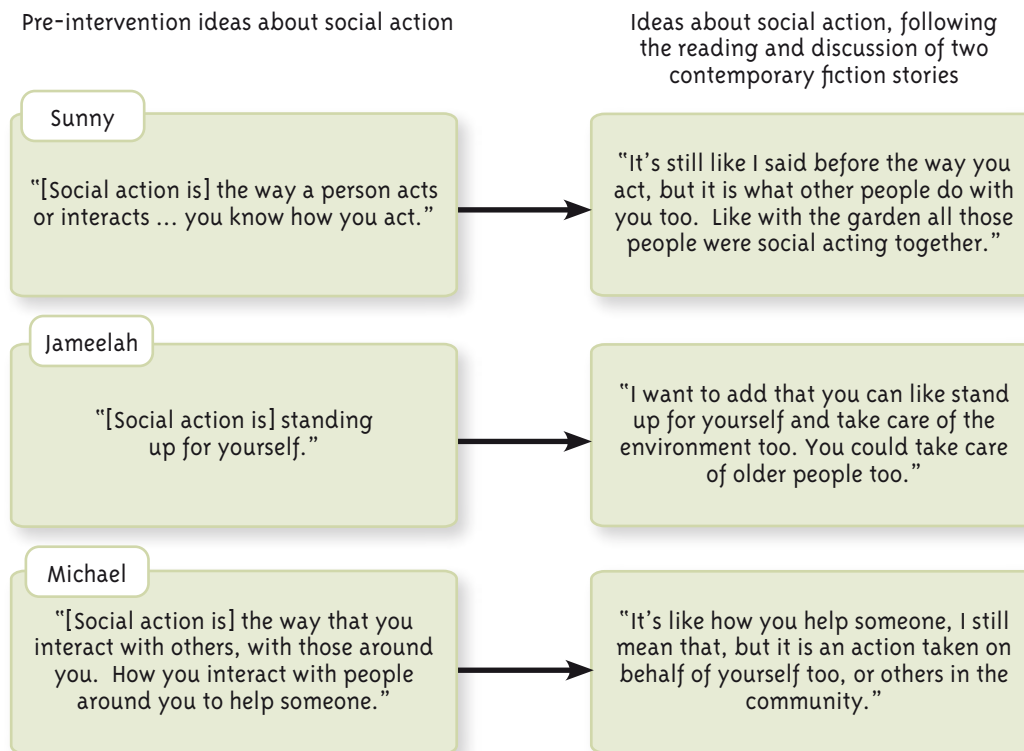 Pre-intervention ideas about social action
Ideas about social action, following
the reading and discussion of two
contemporary fiction stories
Sunny
"[Social action is] the way a person acts
or interacts ... you know how you act."
"It's still like I said before the way you
act, but it is what other people do with
you too. Like with the garden all those
people were social acting together."
Jameelah
"[Social action is] standing
up for yourself."
"I want to add that you can like stand
up for yourself and take care of the
environment too. You could take care
of older people too."
Michael
"[Social action is] the way that you
interact with others, with those around
you. How you interact with people
around you to help someone."
"It's like how you help someone, I still
mean that, but it is an action taken on
behalf of yourself too, or others in the
community."